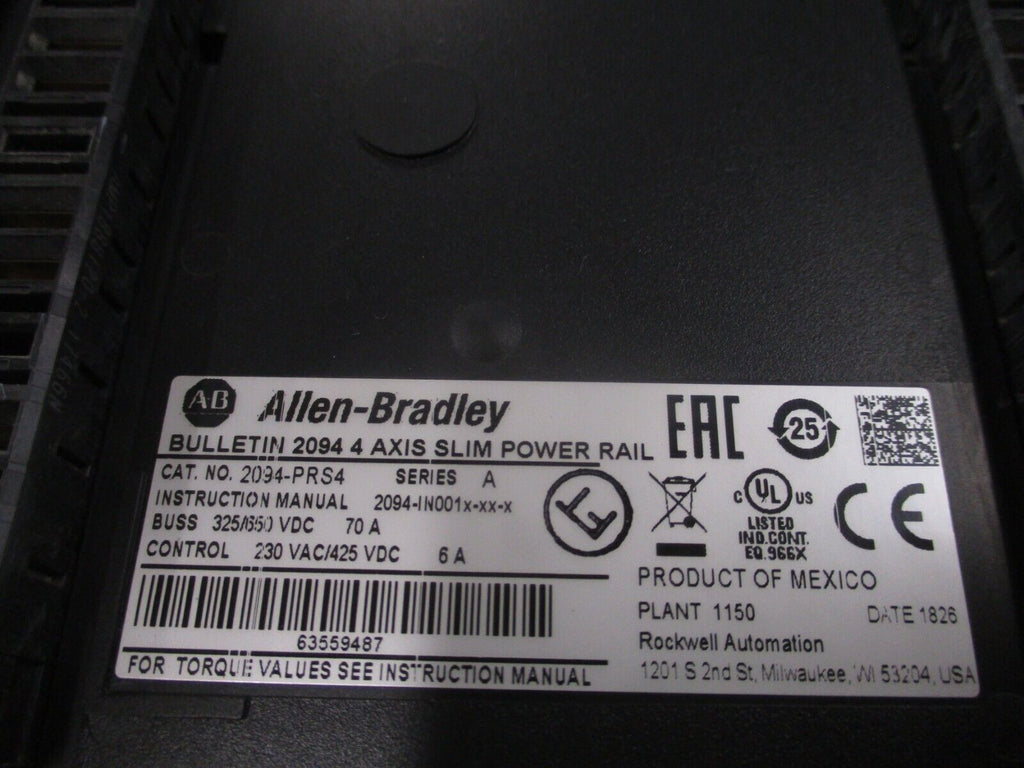 AB Allen-Bradley
BULLETIN 2094 4 AXIS SLIM POWER RAIL
CAT. NO. 2094-PRS4 SERIES A
INSTRUCTION MANUAL 2094-IN001x-xx-x
BUSS 325/650 VDC 70 A
CONTROL 230 VAC/425 VDC 6 A
63559487
FOR TORQUE VALUES SEE INSTRUCTION MANUAL
EAC 25
C UL US
LISTED
IND.CONT.
EQ.966X
CE
PRODUCT OF MEXICO
PLANT 1150 DATE 1826
Rockwell Automation
1201 S 2nd St, Milwaukee, WI 53204, USA